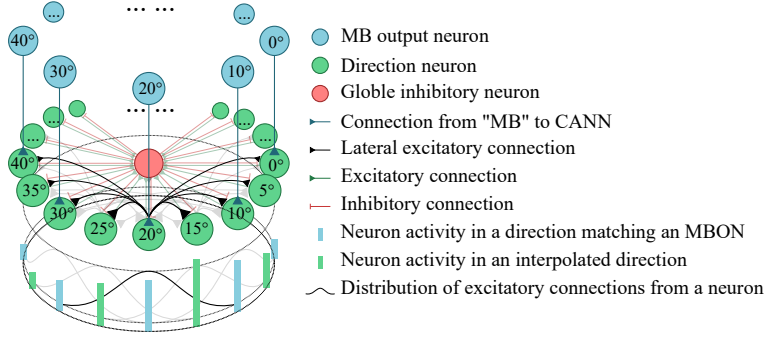 ...
...
40°
0°
30°
10°
20°
... ...
... ...
...
...
40°
0°
35°
5°
30°
10°
25°
20°
15°
MB output neuron
Direction neuron
Globle inhibitory neuron
Connection from "MB" to CANN
Lateral excitatory connection
Excitatory connection
Inhibitory connection
Neuron activity in a direction matching an MBON
Neuron activity in an interpolated direction
Distribution of excitatory connections from a neuron